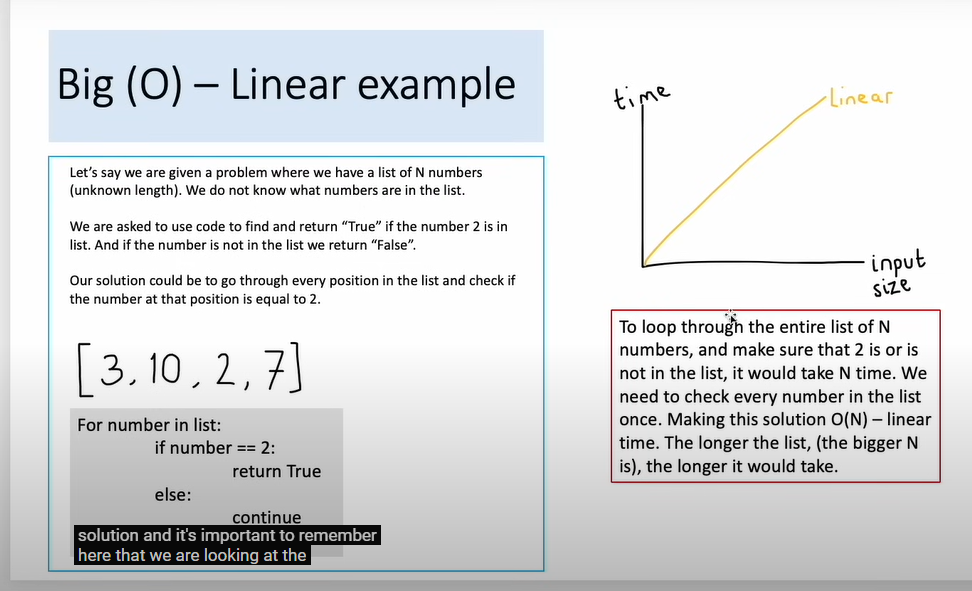 Big (O) – Linear example
Let's say we are given a problem where we have a list of N numbers
(unknown length). We do not know what numbers are in the list.
We are asked to use code to find and return “True” if the number 2 is in
list. And if the number is not in the list we return “False”.
Our solution could be to go through every position in the list and check if
the number at that position is equal to 2.
[3, 10, 2, 7]
For number in list:
if number == 2:
return True
else:
continue
solution and it's important to remember
here that we are looking at the
time
Linear
input
size
To loop through the entire list of N
numbers, and make sure that 2 is or is
not in the list, it would take N time. We
need to check every number in the list
once. Making this solution O(N) – linear
time. The longer the list, (the bigger N
is), the longer it would take.